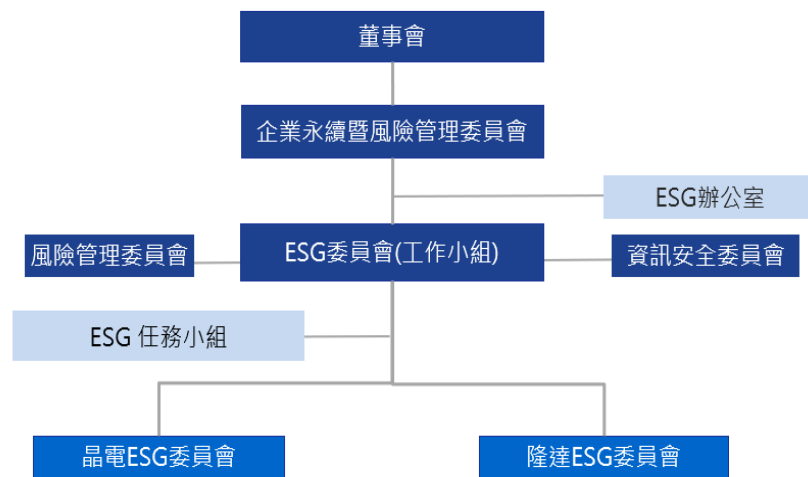 董事會
企業永續暨風險管理委員會
ESG辦公室
風險管理委員會
ESG委員會(工作小組)
資訊安全委員會
ESG 任務小組
晶電ESG委員會
隆達ESG委員會